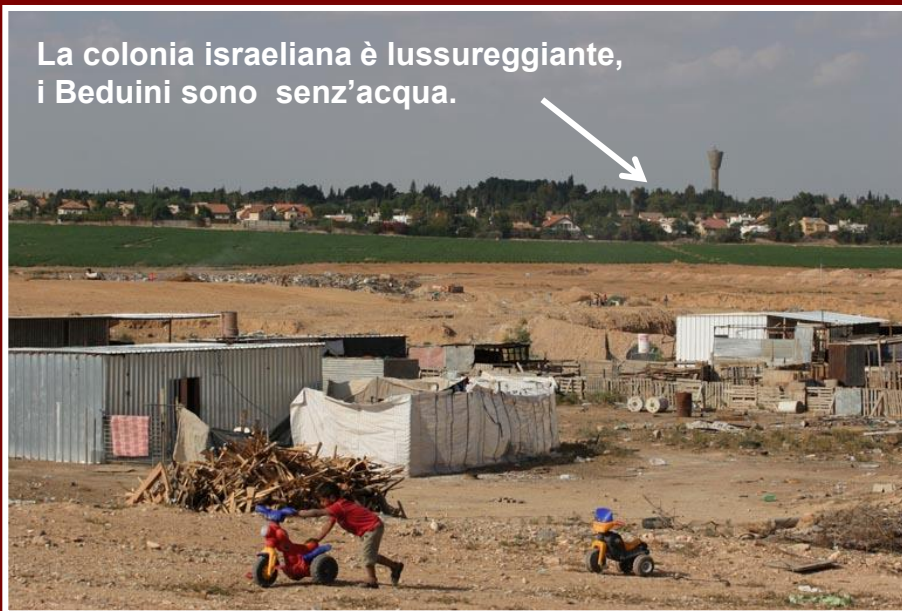 La colonia israeliana è lussureggiante,
i Beduini sono senz’acqua.